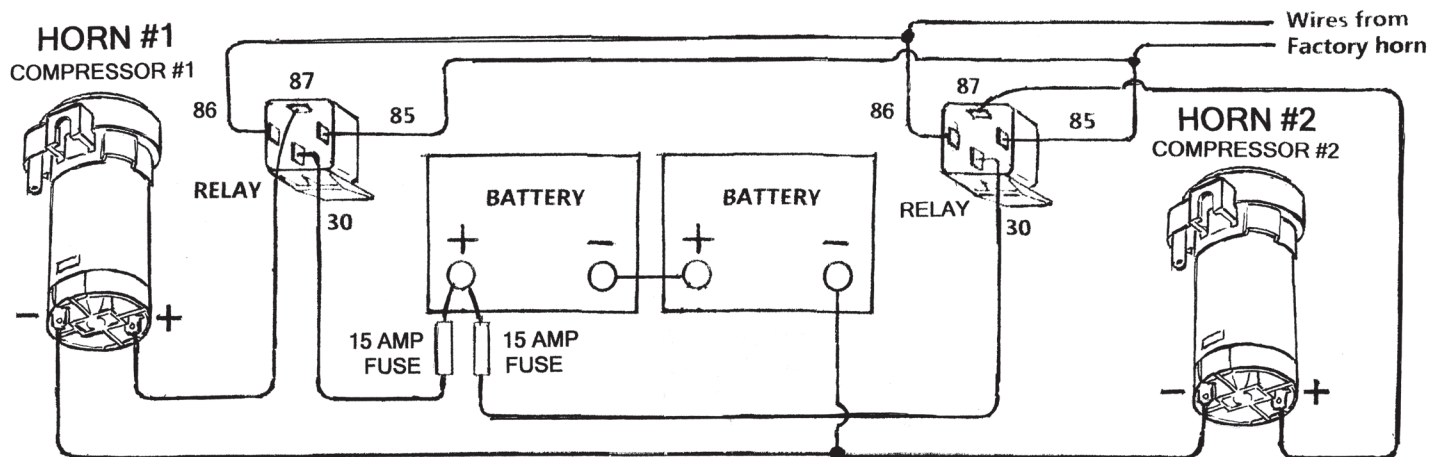 HORN #1
COMPRESSOR #1
Wires from
Factory horn
87
86
85
RELAY
30
BATTERY
+
-
BATTERY
+
-
15 AMP
FUSE
15 AMP
FUSE
87
86
85
RELAY
30
HORN #2
COMPRESSOR #2
-
+
-
+